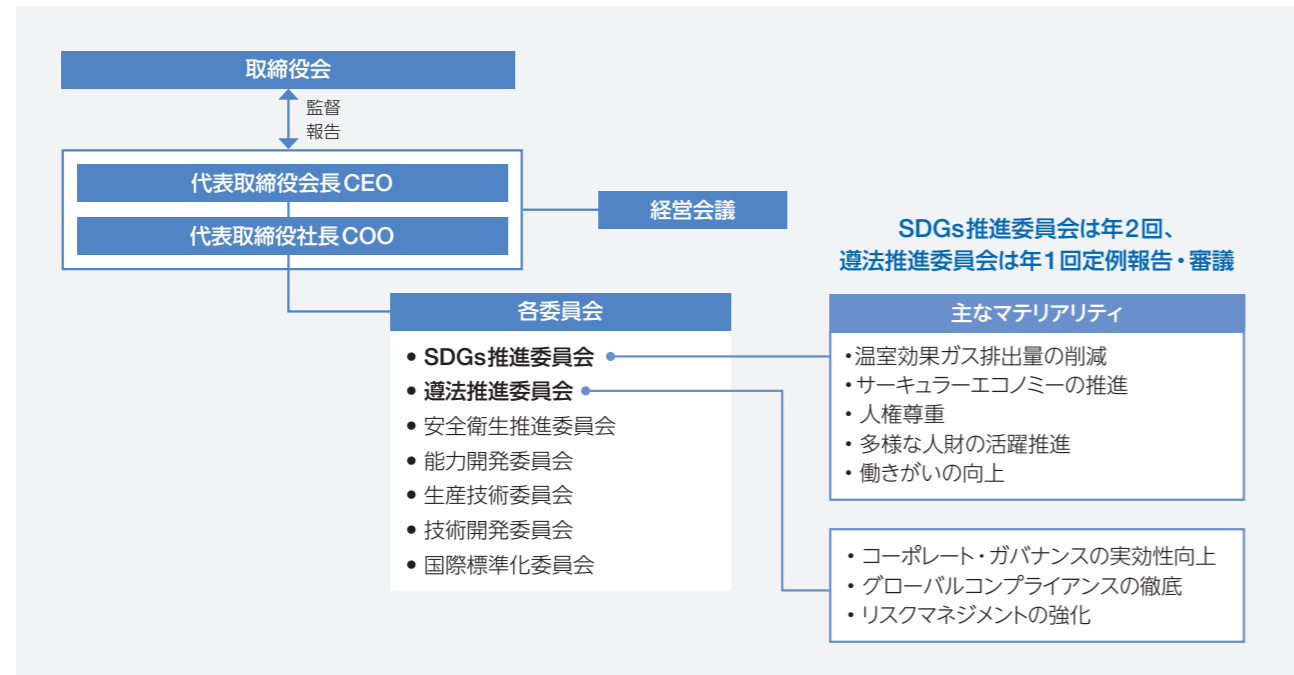 取締役会
監督
報告
代表取締役会長CEO
代表取締役社長COO
経営会議
SDGs推進委員会は年2回、
遵法推進委員会は年1回定例報告・審議
各委員会
• SDGs推進委員会
• 遵法推進委員会
• 安全衛生推進委員会
• 能力開発委員会
• 生産技術委員会
• 技術開発委員会
• 国際標準化委員会
主なマテリアリティ
・温室効果ガス排出量の削減
・サーキュラーエコノミーの推進
・人権尊重
・多様な人財の活躍推進
・働きがいの向上
・コーポレート・ガバナンスの実効性向上
・グローバルコンプライアンスの徹底
・リスクマネジメントの強化